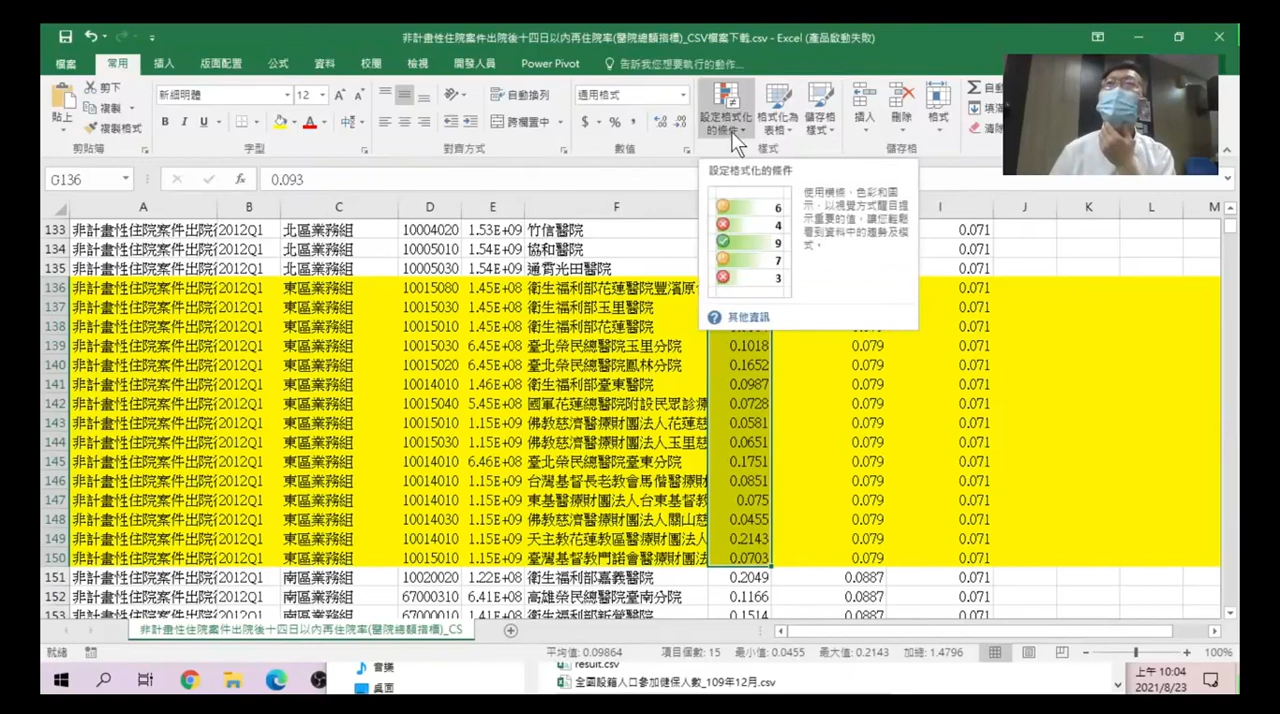 非計畫性住院案件出院後十四日以內再住院率(醫院總額指標)_CSV檔案下載.csv - Excel (產品啟動失敗)
檔案 常用 插入 版面配置 公式 資料 校閱 檢視 開發人員 Power Pivot 告訴我您想要執行的動作...
貼上 剪下 複製 複製格式 剪貼簿
新細明體 12 A A B I U 中 字型
自動換列 跨欄置中 對齊方式
通用格式 $ % , 數值
設定格式化的條件 格式化為表格 儲存格樣式 樣式
插入 刪除 格式 儲存格
Σ 自動
填滿
清除
G136 fx 0.093
設定格式化的條件
使用橫條、色彩和圖
示，以視覺方式醒目提
示重要的值，讓您輕鬆
看到資料中的趨勢及模
式。
6
4
9
7
3
其他資訊
A B C D E F I J K L M
133 非計畫性住院案件出院 2012Q1 北區業務組 10004020 1.53E+09 竹信醫院 0.071
134 非計畫性住院案件出院 2012Q1 北區業務組 10005010 1.54E+09 協和醫院 0.071
135 非計畫性住院案件出院 2012Q1 北區業務組 10005030 1.54E+09 通霄光田醫院 0.071
136 非計畫性住院案件出院 2012Q1 東區業務組 10015080 1.45E+08 衛生福利部花蓮醫院豐濱原 0.071
137 非計畫性住院案件出院 2012Q1 東區業務組 10015030 1.45E+08 衛生福利部玉里醫院 0.071
138 非計畫性住院案件出院 2012Q1 東區業務組 10015010 1.45E+08 衛生福利部花蓮醫院 0.071
139 非計畫性住院案件出院 2012Q1 東區業務組 10015030 6.45E+08 臺北榮民總醫院玉里分院 0.1018 0.079 0.071
140 非計畫性住院案件出院 2012Q1 東區業務組 10015020 6.45E+08 臺北榮民總醫院鳳林分院 0.1652 0.079 0.071
141 非計畫性住院案件出院 2012Q1 東區業務組 10014010 1.46E+08 衛生福利部臺東醫院 0.0987 0.079 0.071
142 非計畫性住院案件出院 2012Q1 東區業務組 10015040 5.45E+08 國軍花蓮總醫院附設民眾診療 0.0728 0.079 0.071
143 非計畫性住院案件出院 2012Q1 東區業務組 10015010 1.15E+09 佛教慈濟醫療財團法人花蓮慈 0.0581 0.079 0.071
144 非計畫性住院案件出院 2012Q1 東區業務組 10015030 1.15E+09 佛教慈濟醫療財團法人玉里慈 0.0651 0.079 0.071
145 非計畫性住院案件出院 2012Q1 東區業務組 10014010 6.46E+08 臺北榮民總醫院臺東分院 0.1751 0.079 0.071
146 非計畫性住院案件出院 2012Q1 東區業務組 10014010 1.15E+09 台灣基督長老教會馬偕醫療財 0.0851 0.079 0.071
147 非計畫性住院案件出院 2012Q1 東區業務組 10014010 1.15E+09 東基醫療財團法人台東基督教 0.075 0.079 0.071
148 非計畫性住院案件出院 2012Q1 東區業務組 10014030 1.15E+09 佛教慈濟醫療財團法人關山慈 0.0455 0.079 0.071
149 非計畫性住院案件出院 2012Q1 東區業務組 10014010 1.15E+09 天主教花蓮教區醫療財團法人 0.2143 0.079 0.071
150 非計畫性住院案件出院 2012Q1 東區業務組 10015010 1.15E+09 臺灣基督教門諾會醫療財團法 0.0703 0.079 0.071
151 非計畫性住院案件出院 2012Q1 南區業務組 10020020 1.22E+08 衛生福利部嘉義醫院 0.2049 0.0887 0.071
152 非計畫性住院案件出院 2012Q1 南區業務組 67000310 6.41E+08 高雄榮民總醫院臺南分院 0.1166 0.0887 0.071
153 非計畫性住院案件出院 2012Q1 南區業務組 67000010 1.41E+08 衛生福利部新營醫院 0.1514 0.0887 0.071
非計畫性住院案件出院後十四日以內再住院率(醫院總額指標)_CS
就緒 平均值: 0.09864 項目個數: 15 最小值: 0.0455 最大值: 0.2143 加總: 1.4796 100%
音樂 result.csv
桌面 全國設籍人口參加健保人數_109年12月.csv
上午 10:04
2021/8/23